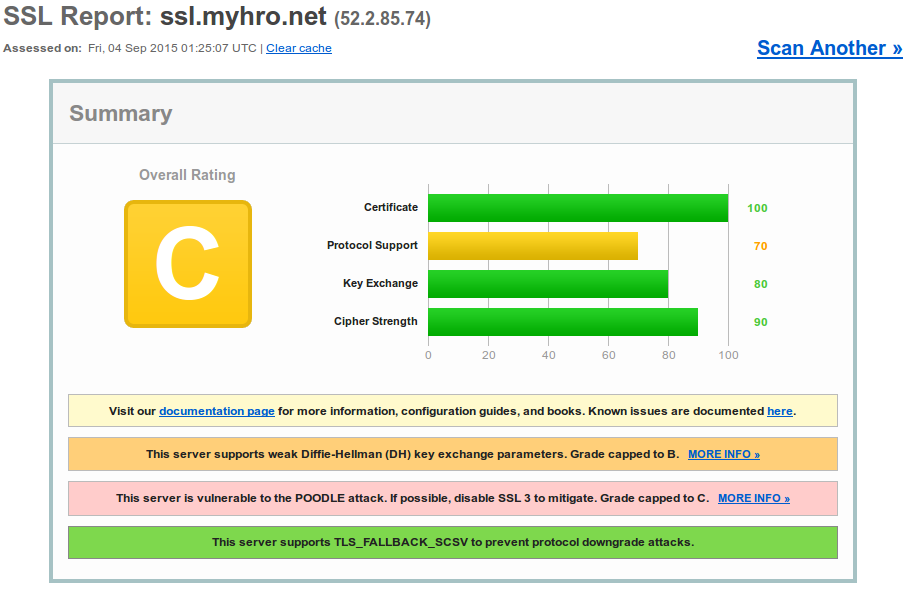 SSL Report: ssl.myhro.net (52.2.85.74)
Assessed on: Fri, 04 Sep 2015 01:25:07 UTC | Clear cache
Scan Another »
Summary
Overall Rating
C
Certificate 100
Protocol Support 70
Key Exchange 80
Cipher Strength 90
0 20 40 60 80 100
Visit our documentation page for more information, configuration guides, and books. Known issues are documented here.
This server supports weak Diffie-Hellman (DH) key exchange parameters. Grade capped to B. MORE INFO »
This server is vulnerable to the POODLE attack. If possible, disable SSL 3 to mitigate. Grade capped to C. MORE INFO »
This server supports TLS_FALLBACK_SCSV to prevent protocol downgrade attacks.